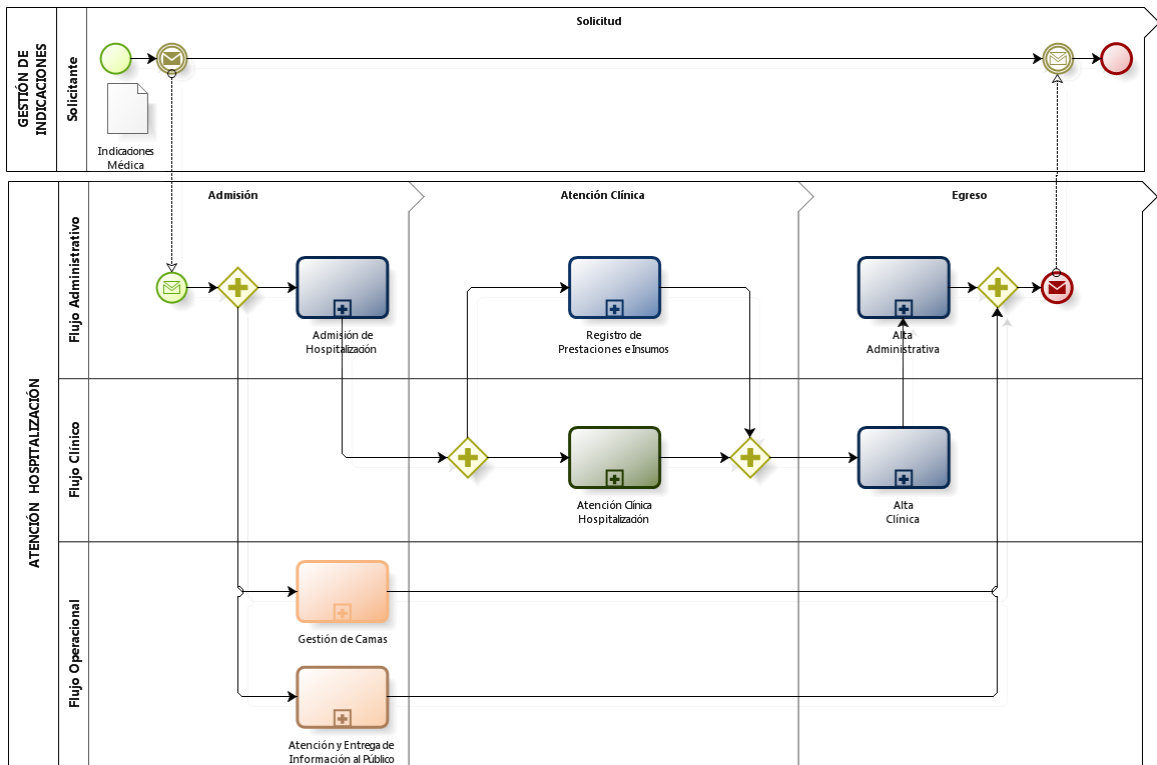 GESTIÓN DE
INDICACIONES
Solicitante
Solicitud
Indicaciones
Médica
ATENCIÓN HOSPITALIZACIÓN
Admisión
Atención Clínica
Egreso
Flujo Administrativo
Admisión de
Hospitalización
Registro de
Prestaciones e Insumos
Alta
Administrativa
Flujo Clínico
Atención Clínica
Hospitalización
Alta
Clínica
Flujo Operacional
Gestión de Camas
Atención y Entrega de
Información al Público